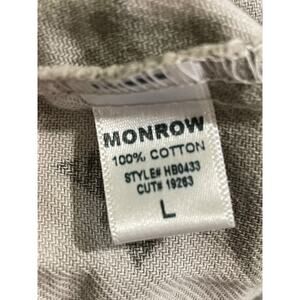 MONROW
100% COTTON
STYLE# HB0433
CUT# 19263
L